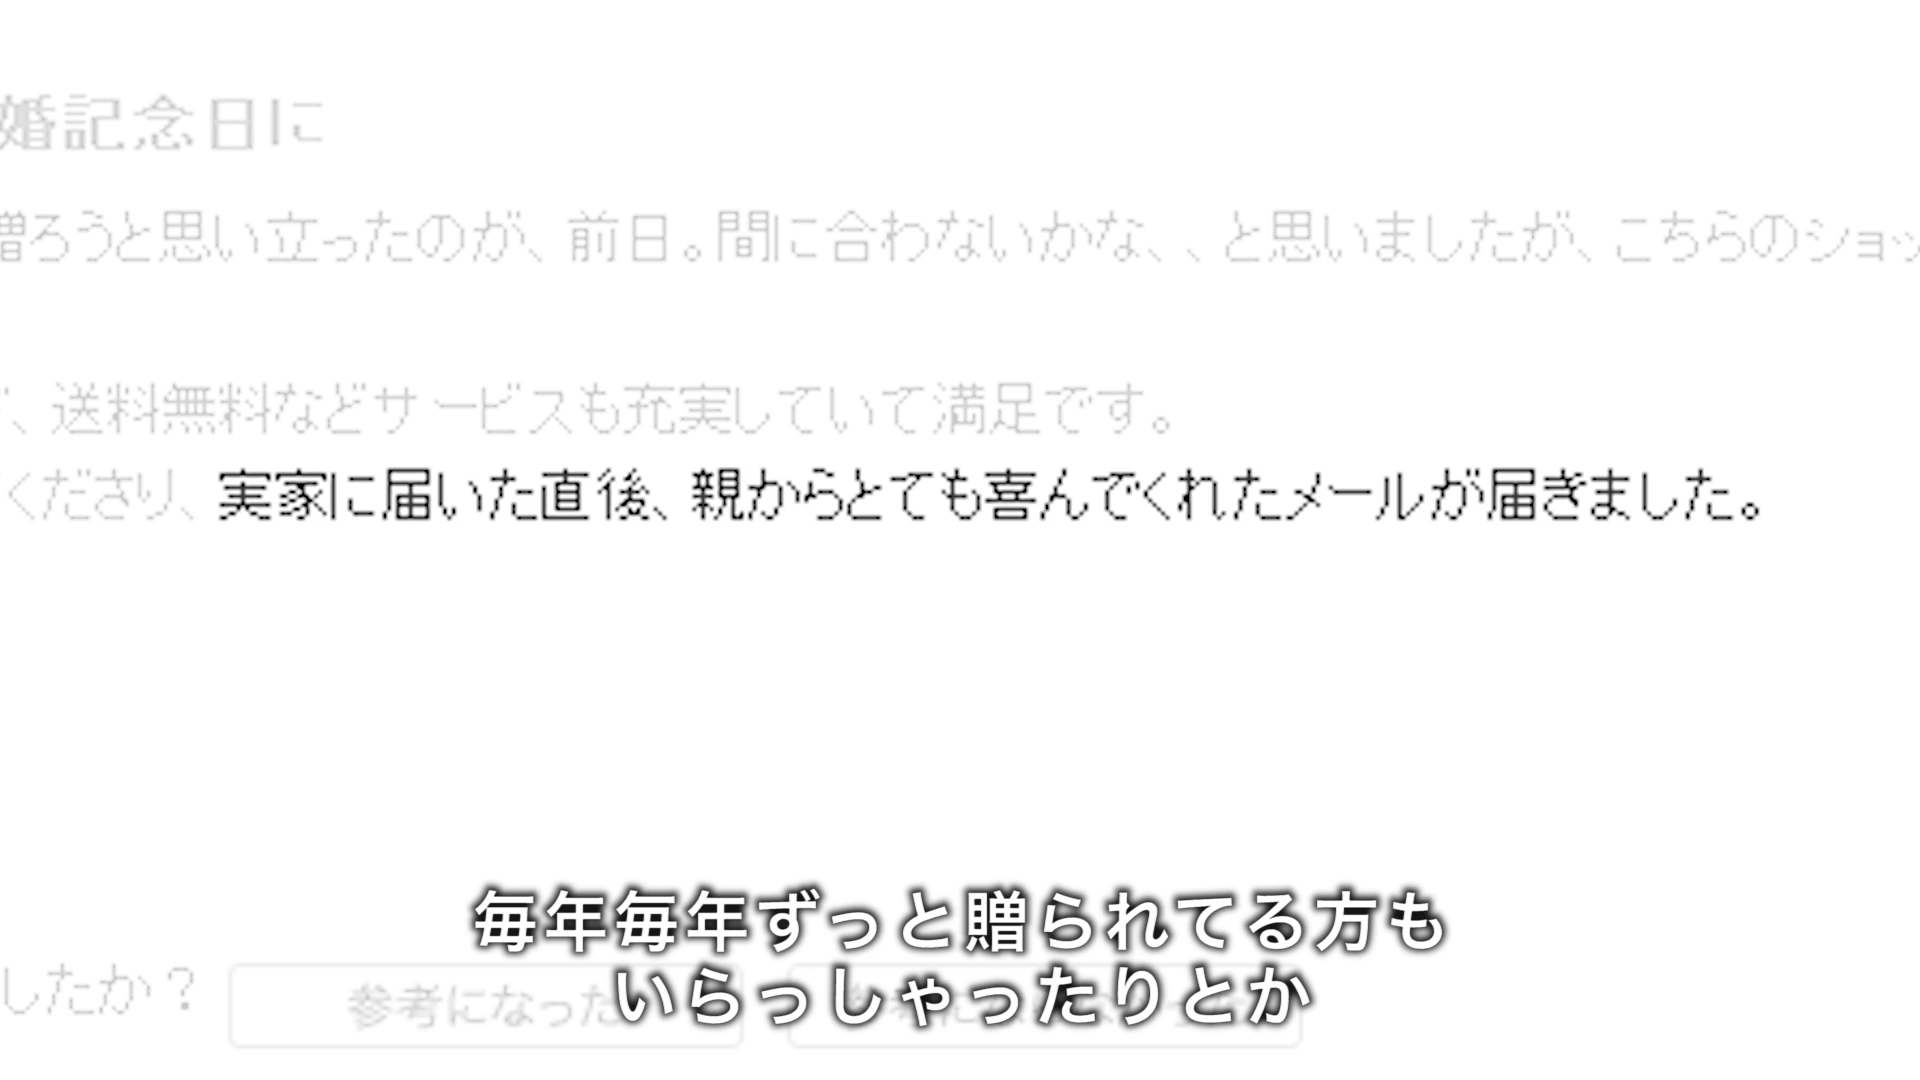 婚記念日に
贈ろうと思い立ったのが、前日。間に合わないかな、、と思いましたが、こちらのショッ
、送料無料などサービスも充実していて満足です。
くださり、実家に届いた直後、親からとても喜んでくれたメールが届きました。
毎年毎年ずっと贈られてる方も
いらっしゃったりとか
したか？
参考になった